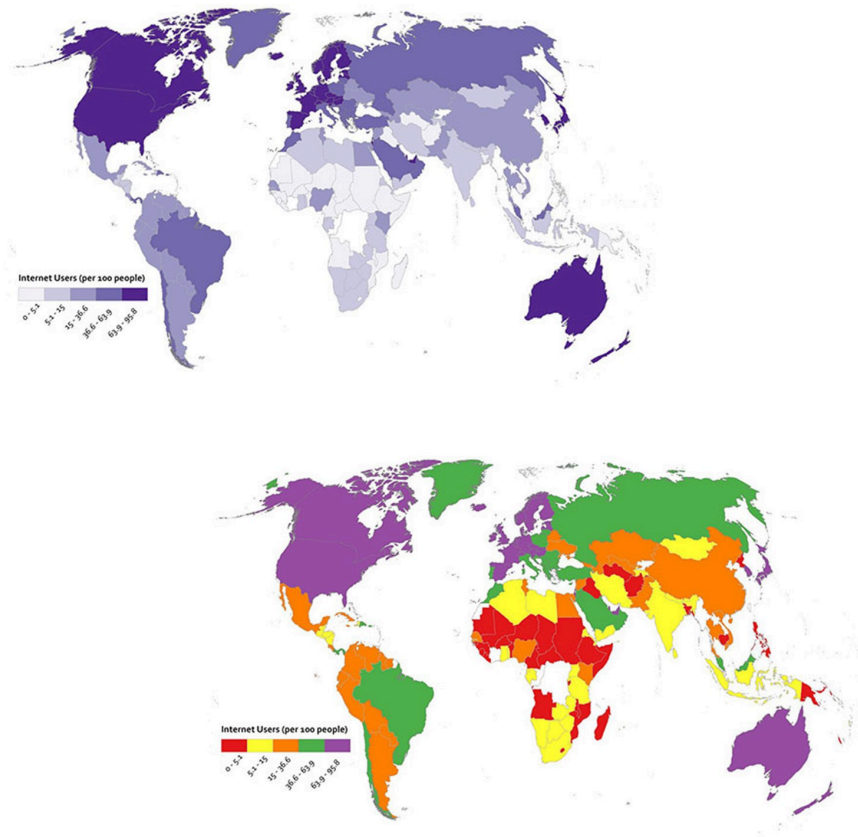 Internet Users (per 100 people)
0 - 5.1
5.1 - 15
15 - 36.6
36.6 - 63.9
63.9 - 95.8
Internet Users (per 100 people)
0 - 5.1
5.1 - 15
15 - 36.6
36.6 - 63.9
63.9 - 95.8